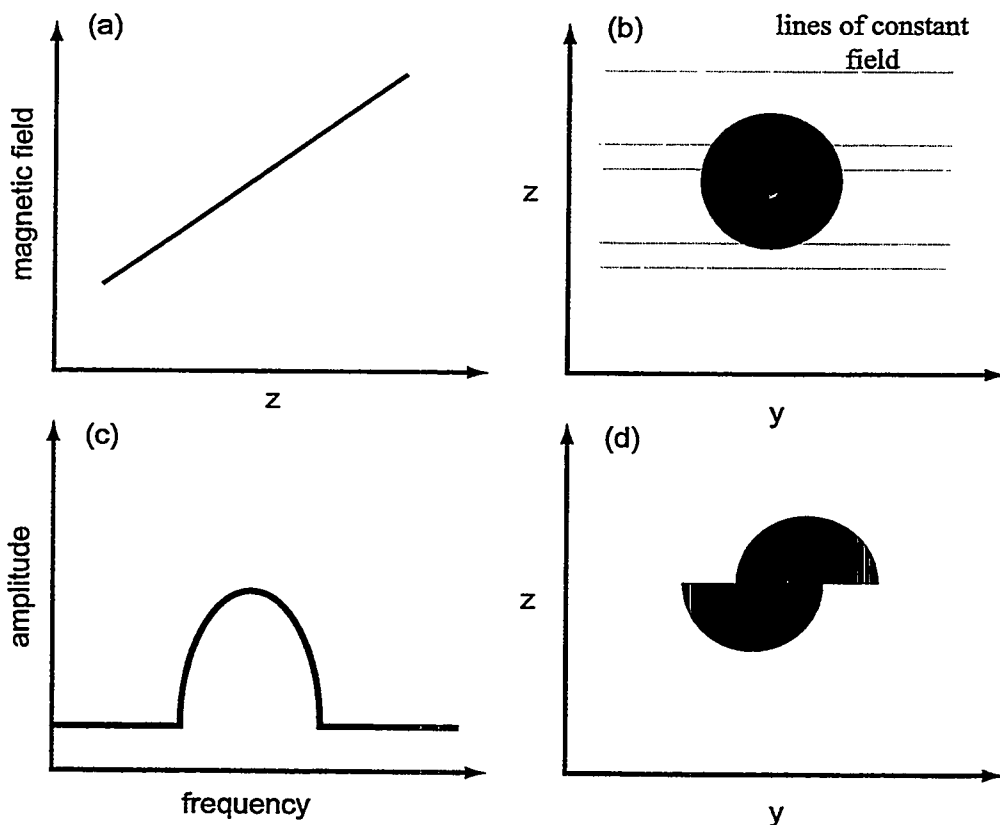 (a)
magnetic field
z
(b)
lines of constant
field
z
y
(c)
amplitude
frequency
(d)
z
y